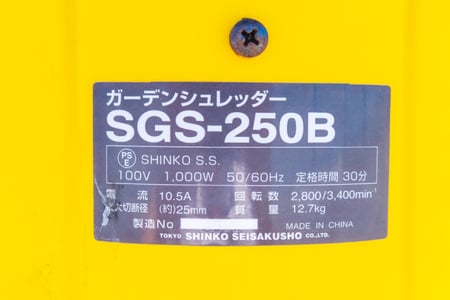 ガーデンシュレッダー
SGS-250B
PSE SHINKO S.S.
100V 1,000W 50/60Hz 定格時間 30分
電流 10.5A 回転数 2,800/3,400min⁻¹
大切断径 (約)25mm 質量 12.7kg
製造No MADE IN CHINA
TOKYO SHINKO SEISAKUSHO CO.,LTD.